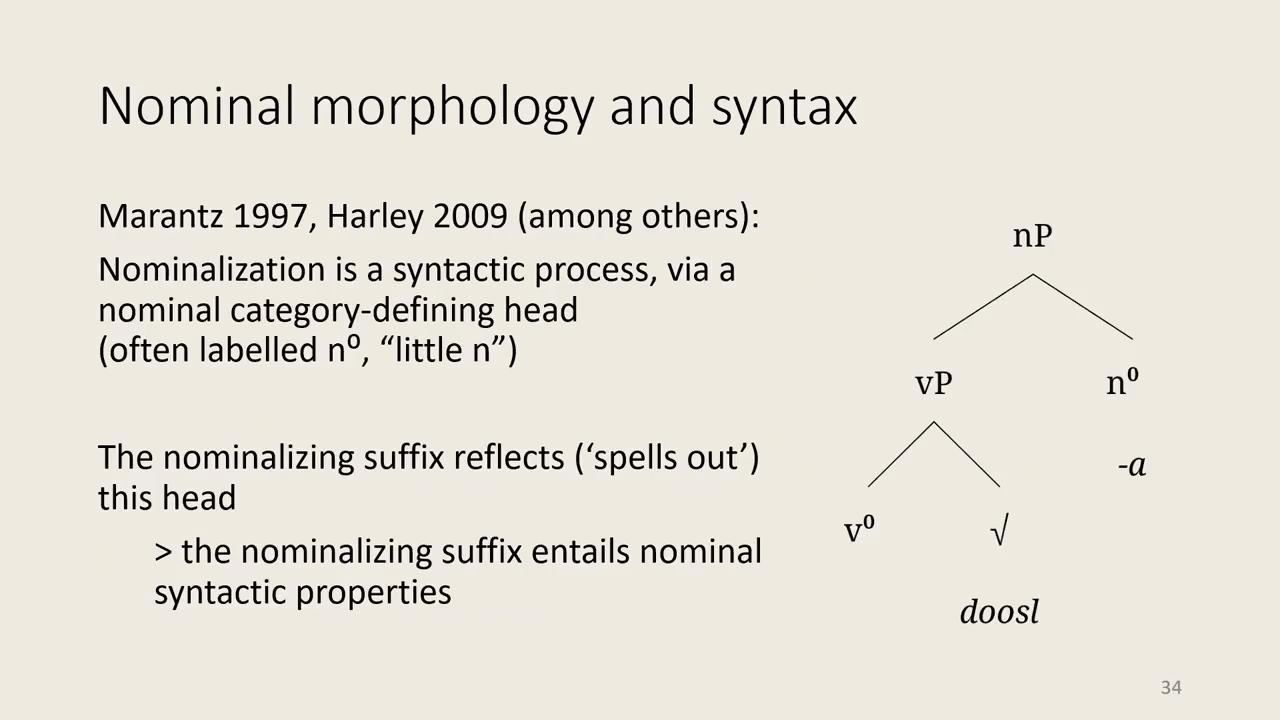 Nominal morphology and syntax
Marantz 1997, Harley 2009 (among others):
Nominalization is a syntactic process, via a
nominal category-defining head
(often labelled n⁰, “little n”)
The nominalizing suffix reflects (‘spells out’)
this head
> the nominalizing suffix entails nominal
syntactic properties
nP
vP n⁰
-a
v⁰ √
doosl
34